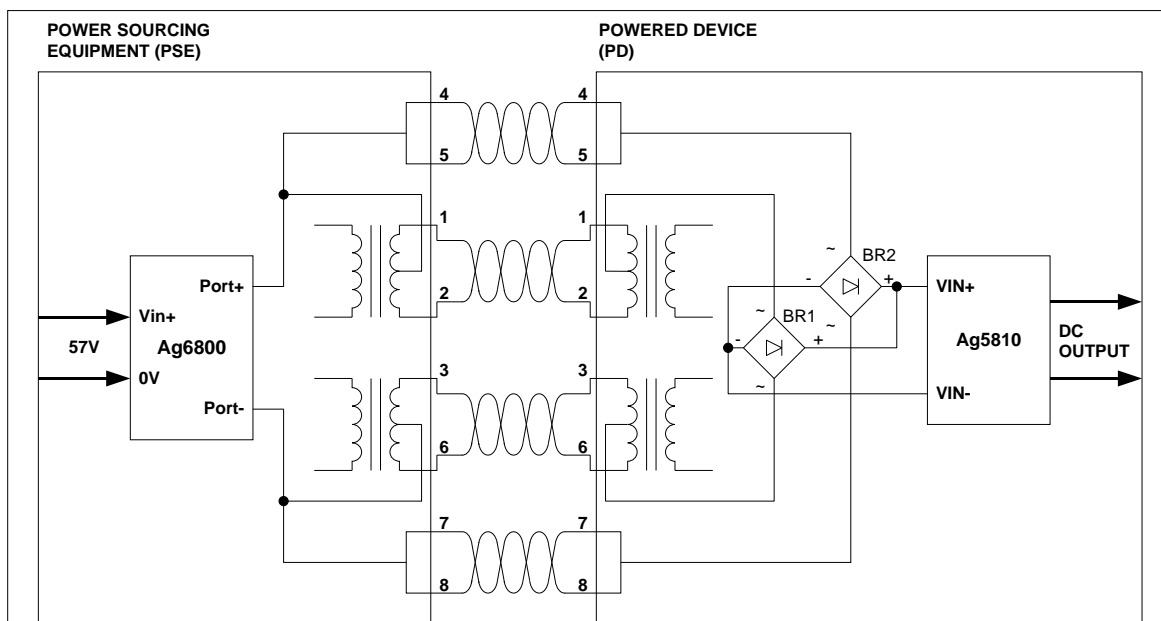 POWER SOURCING
EQUIPMENT (PSE)
POWERED DEVICE
(PD)
4
4
5
5
1
1
2
2
3
3
6
6
7
7
8
8
Port+
Vin+
57V
Ag6800
0V
Port-
~
BR2
-
+
~
~
BR1
-
+
~
VIN+
Ag5810
VIN-
DC
OUTPUT